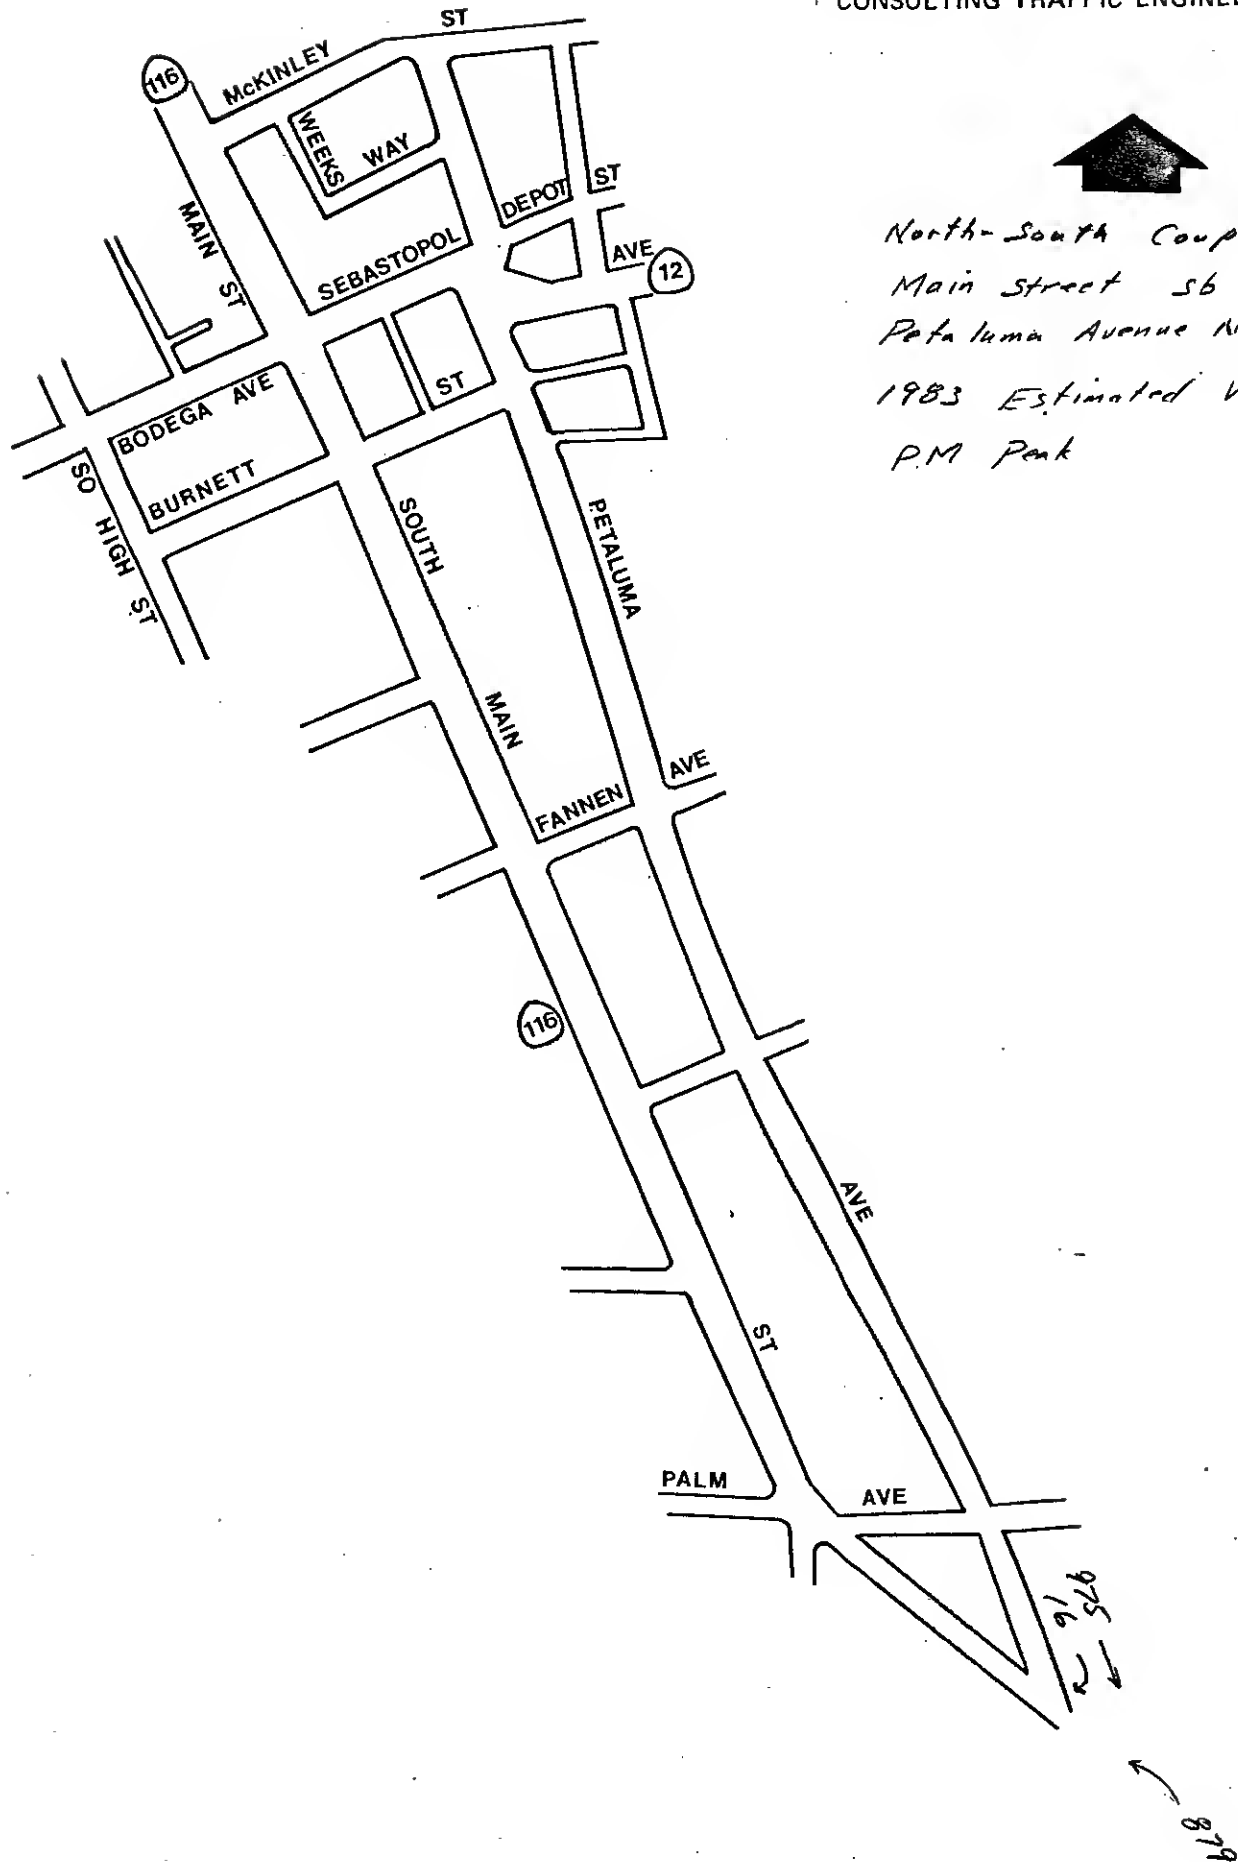 CONSULTING TRAFFIC ENGINEE
ST
116
McKINLEY
WEEKS
WAY
DEPOT
ST
MAIN
ST
SEBASTOPOL
AVE
12
North-South Coup
Main Street sb
Petaluma Avenue N
1983 Estimated V
P.M Peak
BODEGA AVE
ST
BURNETT
SO
HIGH
ST
SOUTH
PETALUMA
MAIN
AVE
FANNEN
116
AVE
ST
PALM
AVE
975
16
879